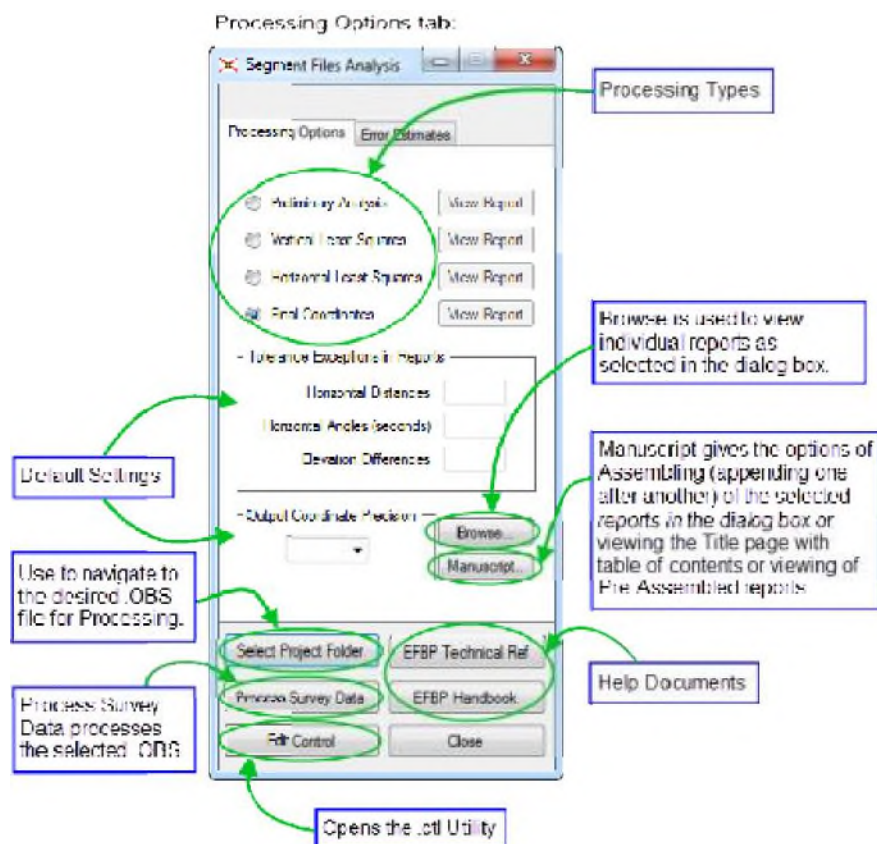 Processing Options tab:
Segment Files Analysis
Processing Types
Processing Options
Error Estimates
Preliminary Analysis
View Report
Vertical Least Squares
View Report
Horizontal Least Squares
View Report
Final Coordinates
View Report
Browse is used to view
individual reports as
selected in the dialog box.
Tolerance Exceptions in Reports
Horizontal Distances
Horizontal Angles (seconds)
Elevation Differences
Default Settings
Manuscript gives the options of
Assembling (appending one
after another) of the selected
reports in the dialog box or
viewing the Title page with
table of contents or viewing of
Pre Assembled reports
Output Coordinate Precision
Browse...
Manuscript...
Use to navigate to
the desired .OBS
file for Processing.
Select Project Folder
EFBP Technical Ref
Help Documents
Process Survey Data
EFBP Handbook
Process Survey
Data processes
the selected .OBS
Edit Control
Close
Opens the .ctl Utility